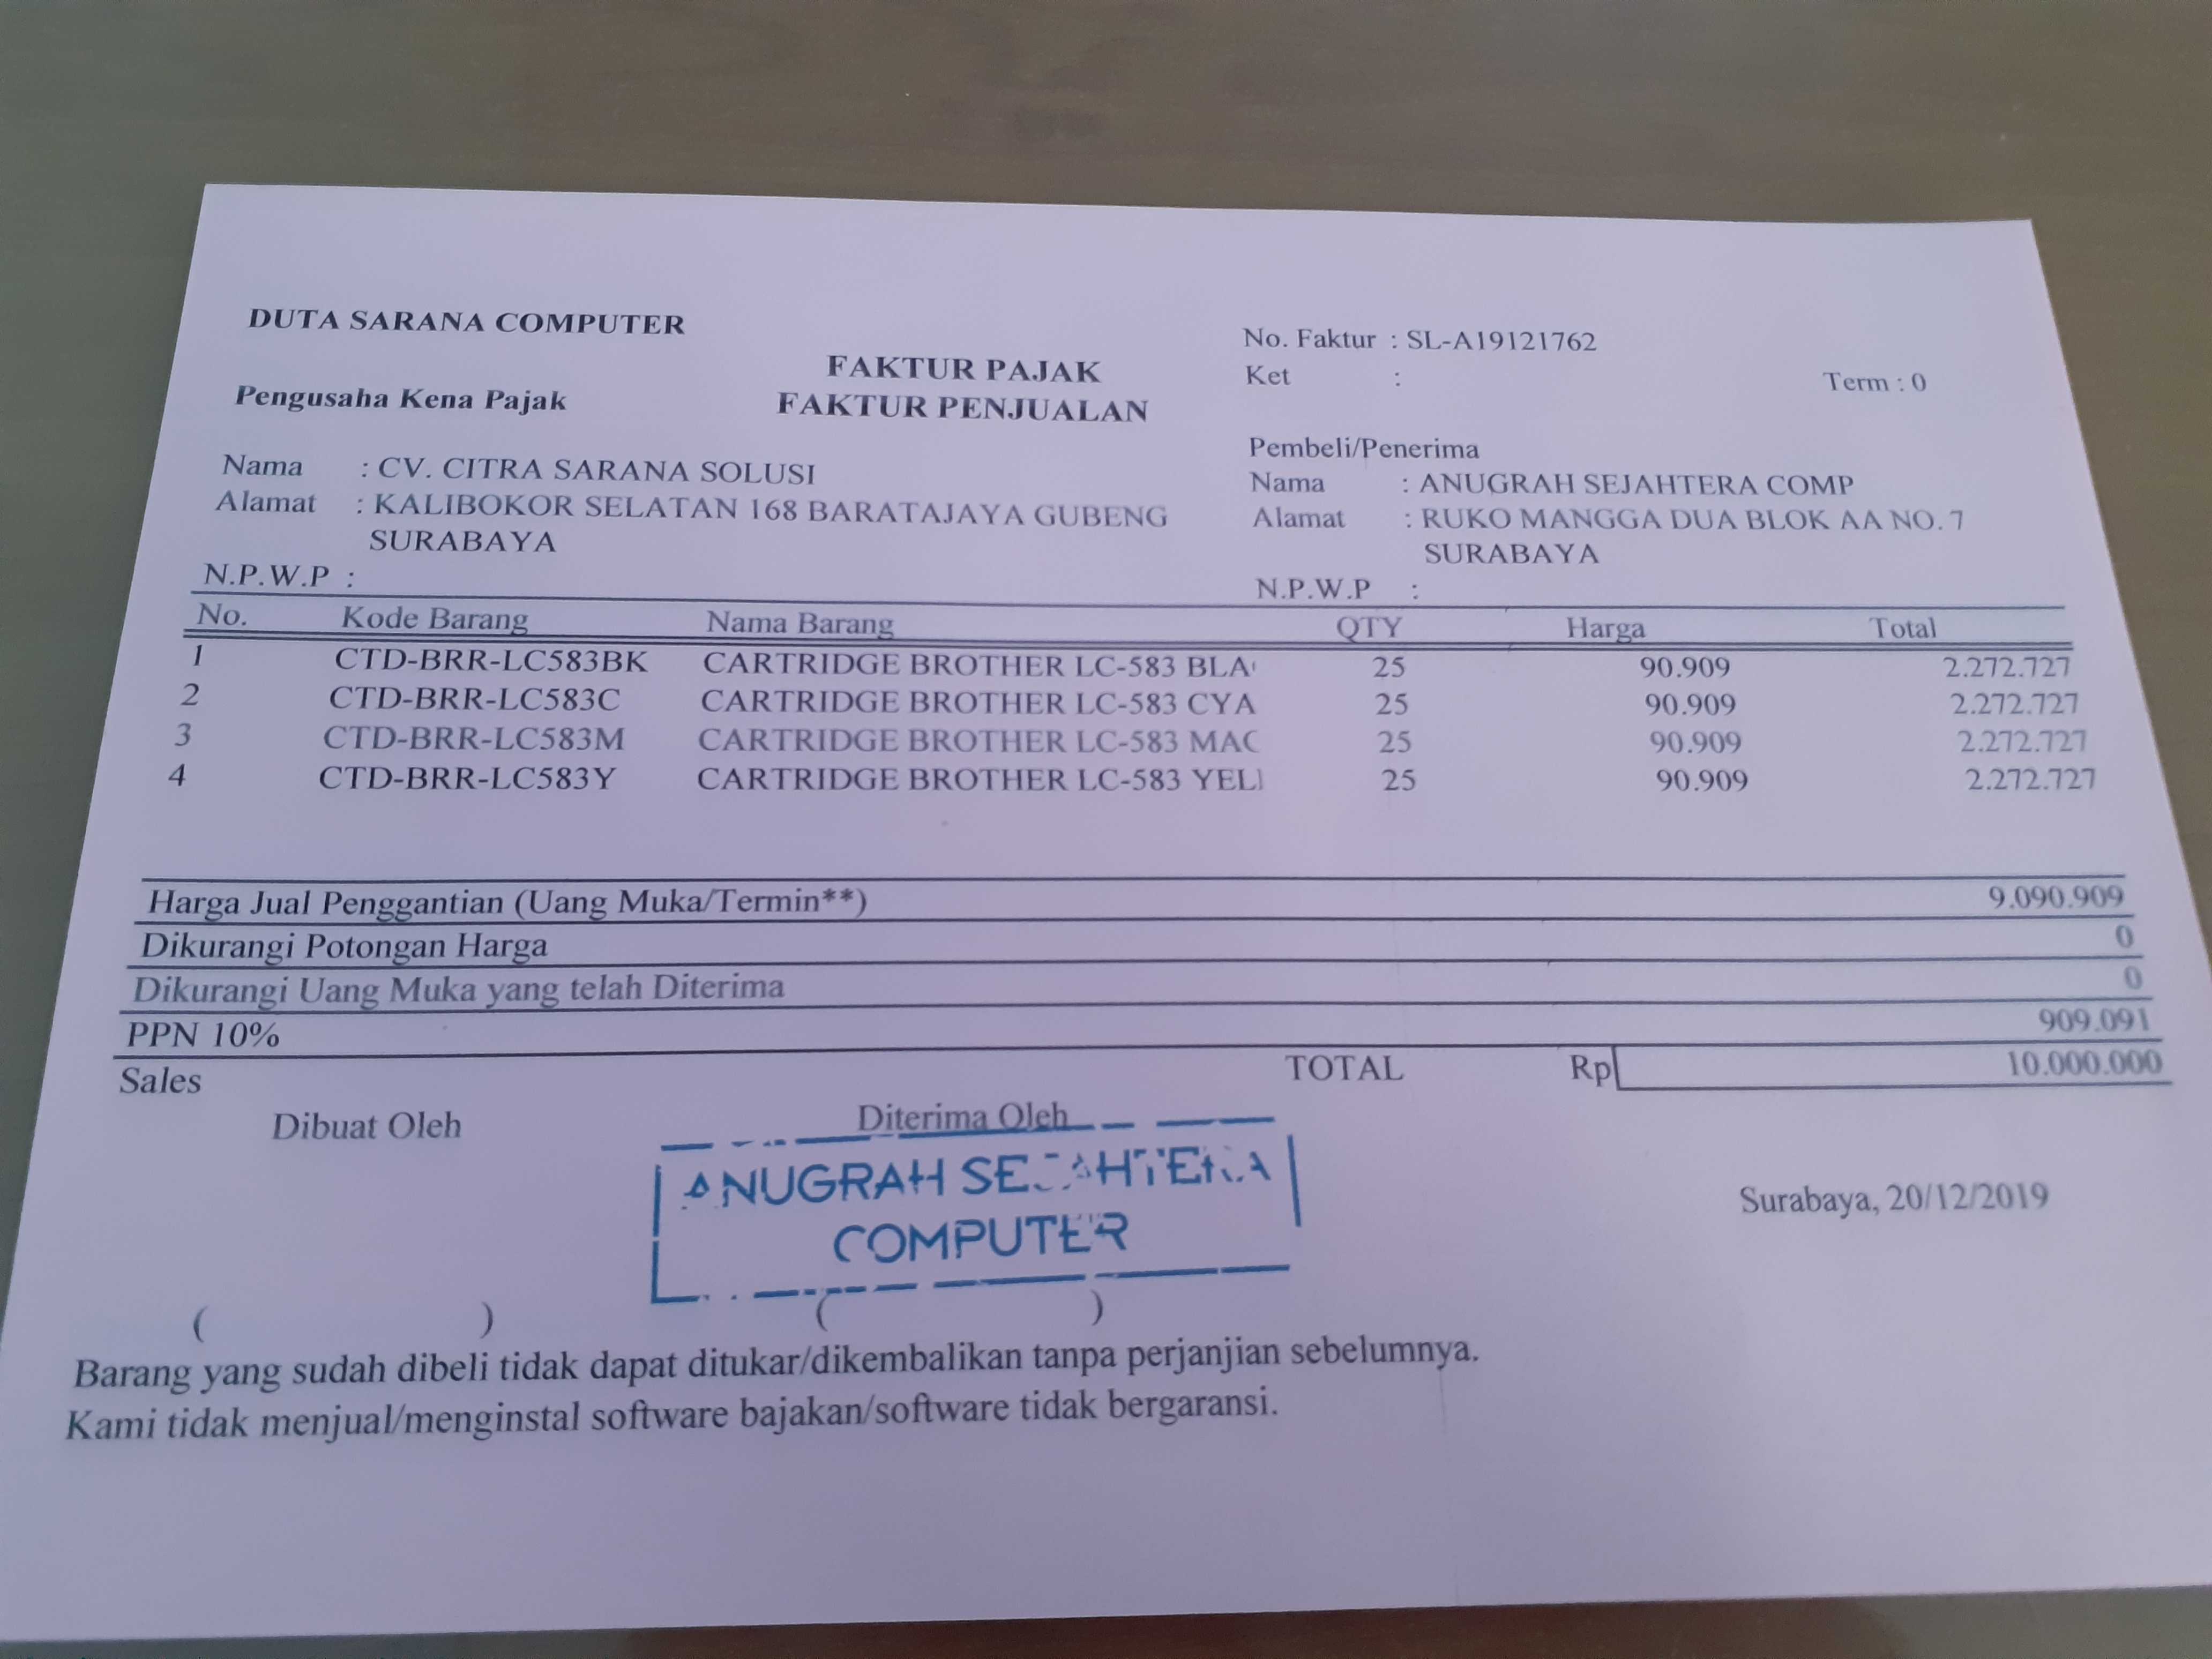 DUTA SARANA COMPUTER
No. Faktur : SL-A19121762
FAKTUR PAJAK
Ket :
Term : 0
Pengusaha Kena Pajak
FAKTUR PENJUALAN
Pembeli/Penerima
Nama : CV. CITRA SARANA SOLUSI
Nama : ANUGRAH SEJAHTERA COMP
Alamat : KALIBOKOR SELATAN 168 BARATAJAYA GUBENG
SURABAYA
Alamat : RUKO MANGGA DUA BLOK AA NO. 7
SURABAYA
N.P.W.P :
N.P.W.P :
No. Kode Barang Nama Barang QTY Harga Total
1 CTD-BRR-LC583BK CARTRIDGE BROTHER LC-583 BLA 25 90.909 2.272.727
2 CTD-BRR-LC583C CARTRIDGE BROTHER LC-583 CYA 25 90.909 2.272.727
3 CTD-BRR-LC583M CARTRIDGE BROTHER LC-583 MAG 25 90.909 2.272.727
4 CTD-BRR-LC583Y CARTRIDGE BROTHER LC-583 YELL 25 90.909 2.272.727
Harga Jual Penggantian (Uang Muka/Termin**) 9.090.909
Dikurangi Potongan Harga 0
Dikurangi Uang Muka yang telah Diterima 0
PPN 10% 909.091
Sales TOTAL Rp 10.000.000
Dibuat Oleh Diterima Oleh
ANUGRAH SEJAHTERA
COMPUTER
Surabaya, 20/12/2019
( ) ( )
Barang yang sudah dibeli tidak dapat ditukar/dikembalikan tanpa perjanjian sebelumnya.
Kami tidak menjual/menginstal software bajakan/software tidak bergaransi.